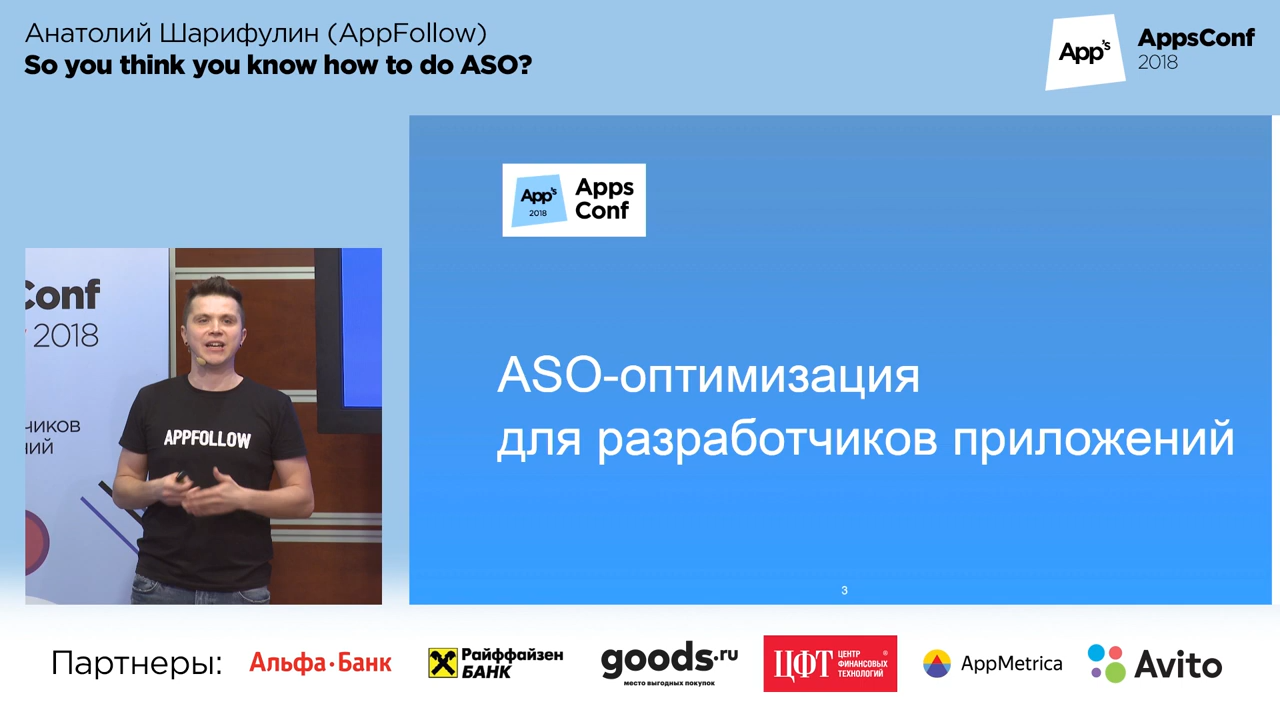 Анатолий Шарифулин (AppFollow)
So you think you know how to do ASO?
App's
AppsConf
2018
App's
2018
Apps
Conf
Conf
2018
чиков
ний
APPFOLLOW
ASO-оптимизация
для разработчиков приложений
3
Партнеры:
Альфа·Банк
Райффайзен
БАНК
goods.ru
место выгодных покупок
ЦФТ
ЦЕНТР
ФИНАНСОВЫХ
ТЕХНОЛОГИЙ
®
AppMetrica
Avito